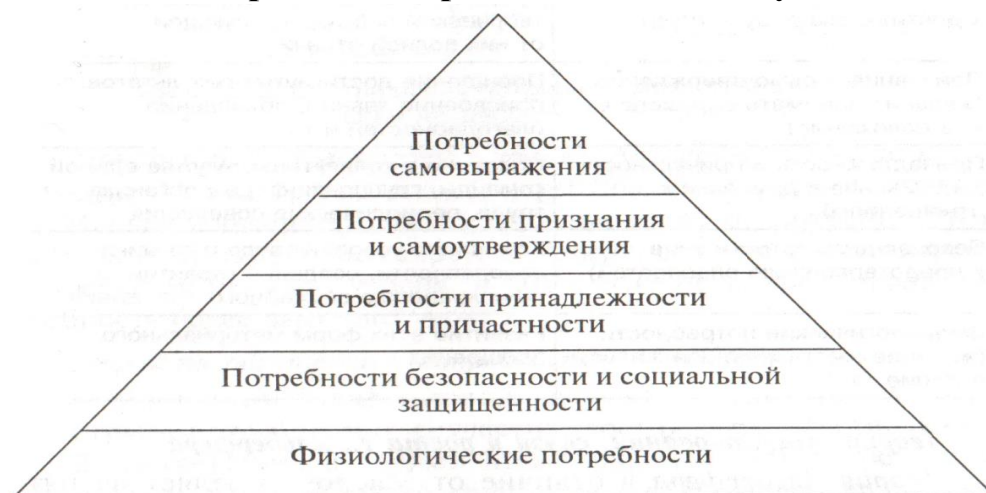 Потребности
самовыражения
Потребности признания
и самоутверждения
Потребности принадлежности
и причастности
Потребности безопасности и социальной
защищенности
Физиологические потребности